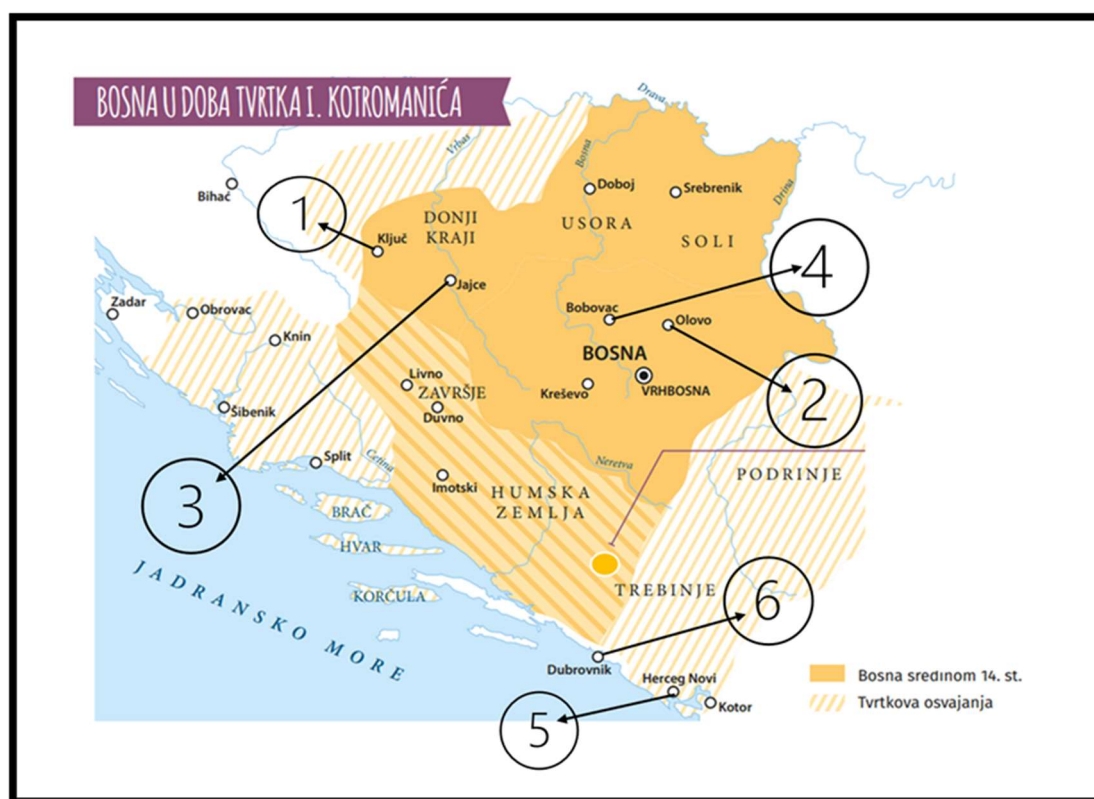 BOSNA U DOBA TVRTKA I. KOTROMANIĆA
Drava
Vrbas
Bosna
Drina
Bihać
Doboj
Srebrenik
1
DONJI
KRAJI
USORA
SOLI
Ključ
4
Jajce
Zadar
Obrovac
Bobovac
Olovo
Knin
BOSNA
Livno
ZAVRŠJE
Kreševo
VRHBOSNA
2
Duvno
Šibenik
Split
Cetina
Neretva
PODRINJE
Imotski
3
HUMSKA
ZEMLJA
BRAČ
HVAR
TREBINJE
6
KORČULA
JADRANSKO MORE
Dubrovnik
Herceg Novi
Kotor
5
Bosna sredinom 14. st.
Tvrtkova osvajanja